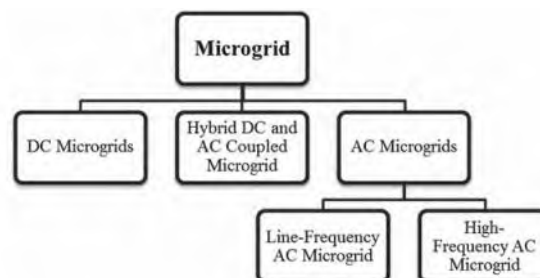 Microgrid
DC Microgrids
Hybrid DC and
AC Coupled
Microgrid
AC Microgrids
Line-Frequency
AC Microgrid
High-
Frequency AC
Microgrid